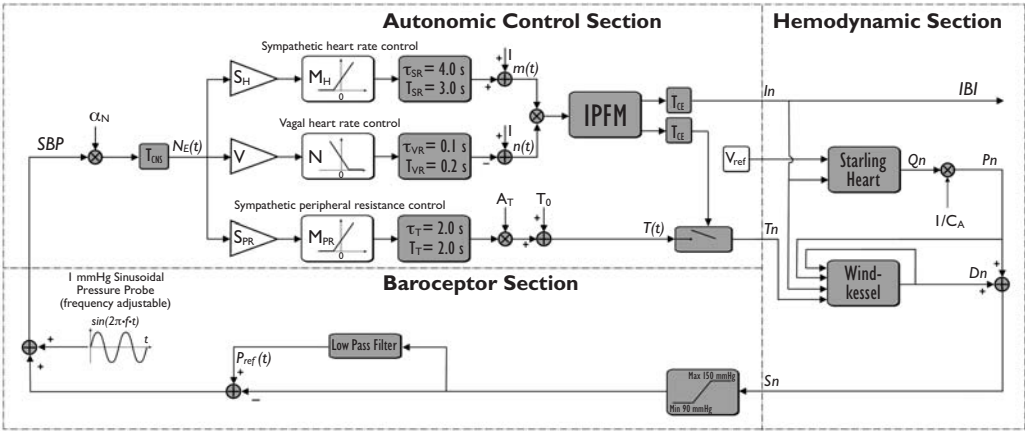 Autonomic Control Section
Hemodynamic Section
Sympathetic heart rate control
S_H
M_H
0
τ_SR = 4.0 s
T_SR = 3.0 s
+
I
+
m(t)
SBP
α_N
T_CNS
N_E(t)
Vagal heart rate control
V
N
0
τ_VR = 0.1 s
T_VR = 0.2 s
+
I
−
n(t)
IPFM
T_CE
T_CE
In
IBI
V_ref
Starling
Heart
Qn
Pn
I/C_A
Sympathetic peripheral resistance control
S_PR
M_PR
0
τ_T = 2.0 s
T_T = 2.0 s
A_T
T_0
+
+
T(t)
Tn
Wind-
kessel
Dn
+
+
Baroceptor Section
I mmHg Sinusoidal
Pressure Probe
(frequency adjustable)
sin(2π•f•t)
t
+
+
P_ref(t)
+
−
Low Pass Filter
Max 150 mmHg
Min 90 mmHg
Sn